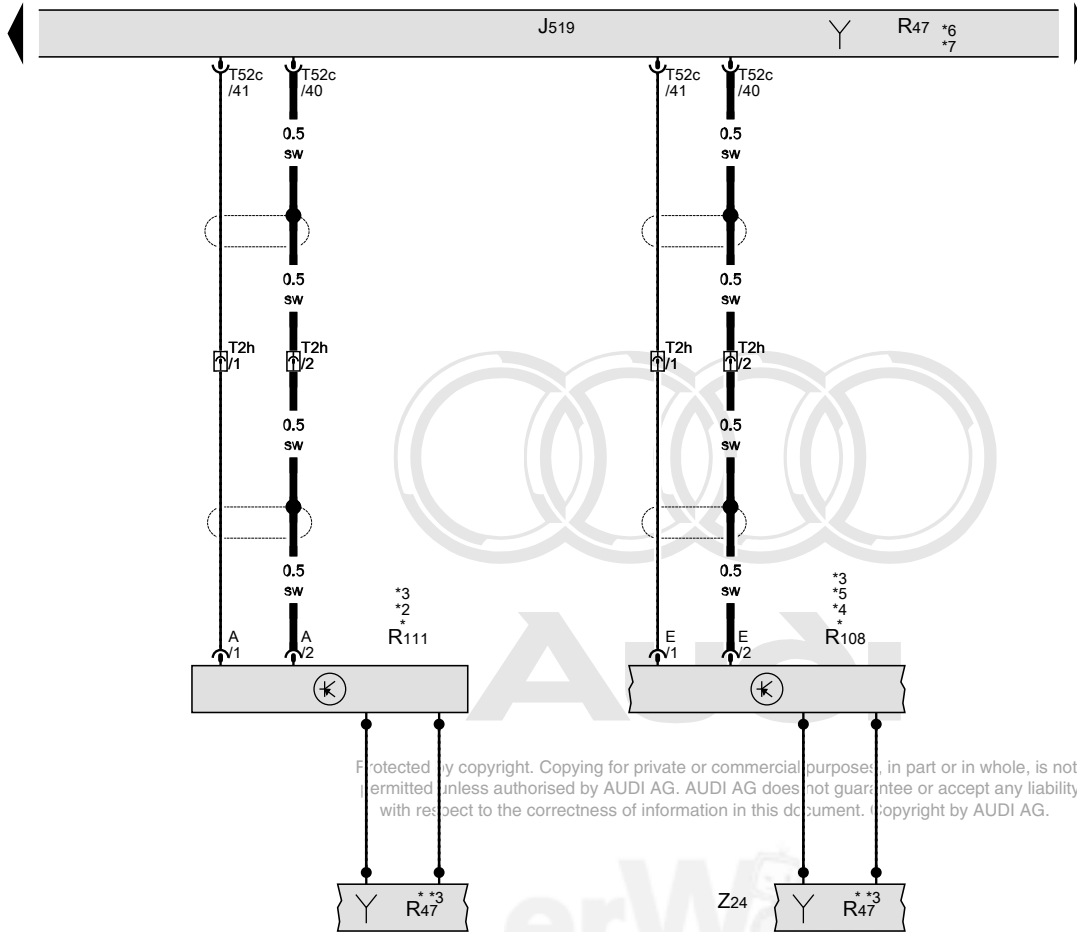 J519
R47 *6
*7
T52c
/41
T52c
/40
T52c
/41
T52c
/40
0.5
sw
0.5
sw
0.5
sw
0.5
sw
T2h
/1
T2h
/2
T2h
/1
T2h
/2
0.5
sw
0.5
sw
0.5
sw
0.5
sw
*3
*2
*
R111
*3
*5
*4
*
R108
A
/1
A
/2
E
/1
E
/2
Audi
Protected by copyright. Copying for private or commercial purposes, in part or in whole, is not
permitted unless authorised by AUDI AG. AUDI AG does not guarantee or accept any liability
with respect to the correctness of information in this document. Copyright by AUDI AG.
R47 * *3
Z24
R47 * *3